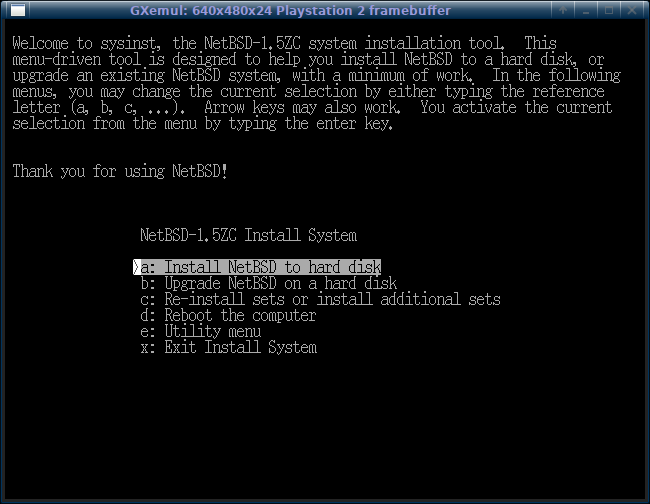 GXemul: 640x480x24 Playstation 2 framebuffer
Welcome to sysinst, the NetBSD-1.5ZC system installation tool.  This
menu-driven tool is designed to help you install NetBSD to a hard disk, or
upgrade an existing NetBSD system, with a minimum of work.  In the following
menus, you may change the current selection by either typing the reference
letter (a, b, c, ...).  Arrow keys may also work.  You activate the current
selection from the menu by typing the enter key.
Thank you for using NetBSD!
NetBSD-1.5ZC Install System
>a: Install NetBSD to hard disk
b: Upgrade NetBSD on a hard disk
c: Re-install sets or install additional sets
d: Reboot the computer
e: Utility menu
x: Exit Install System